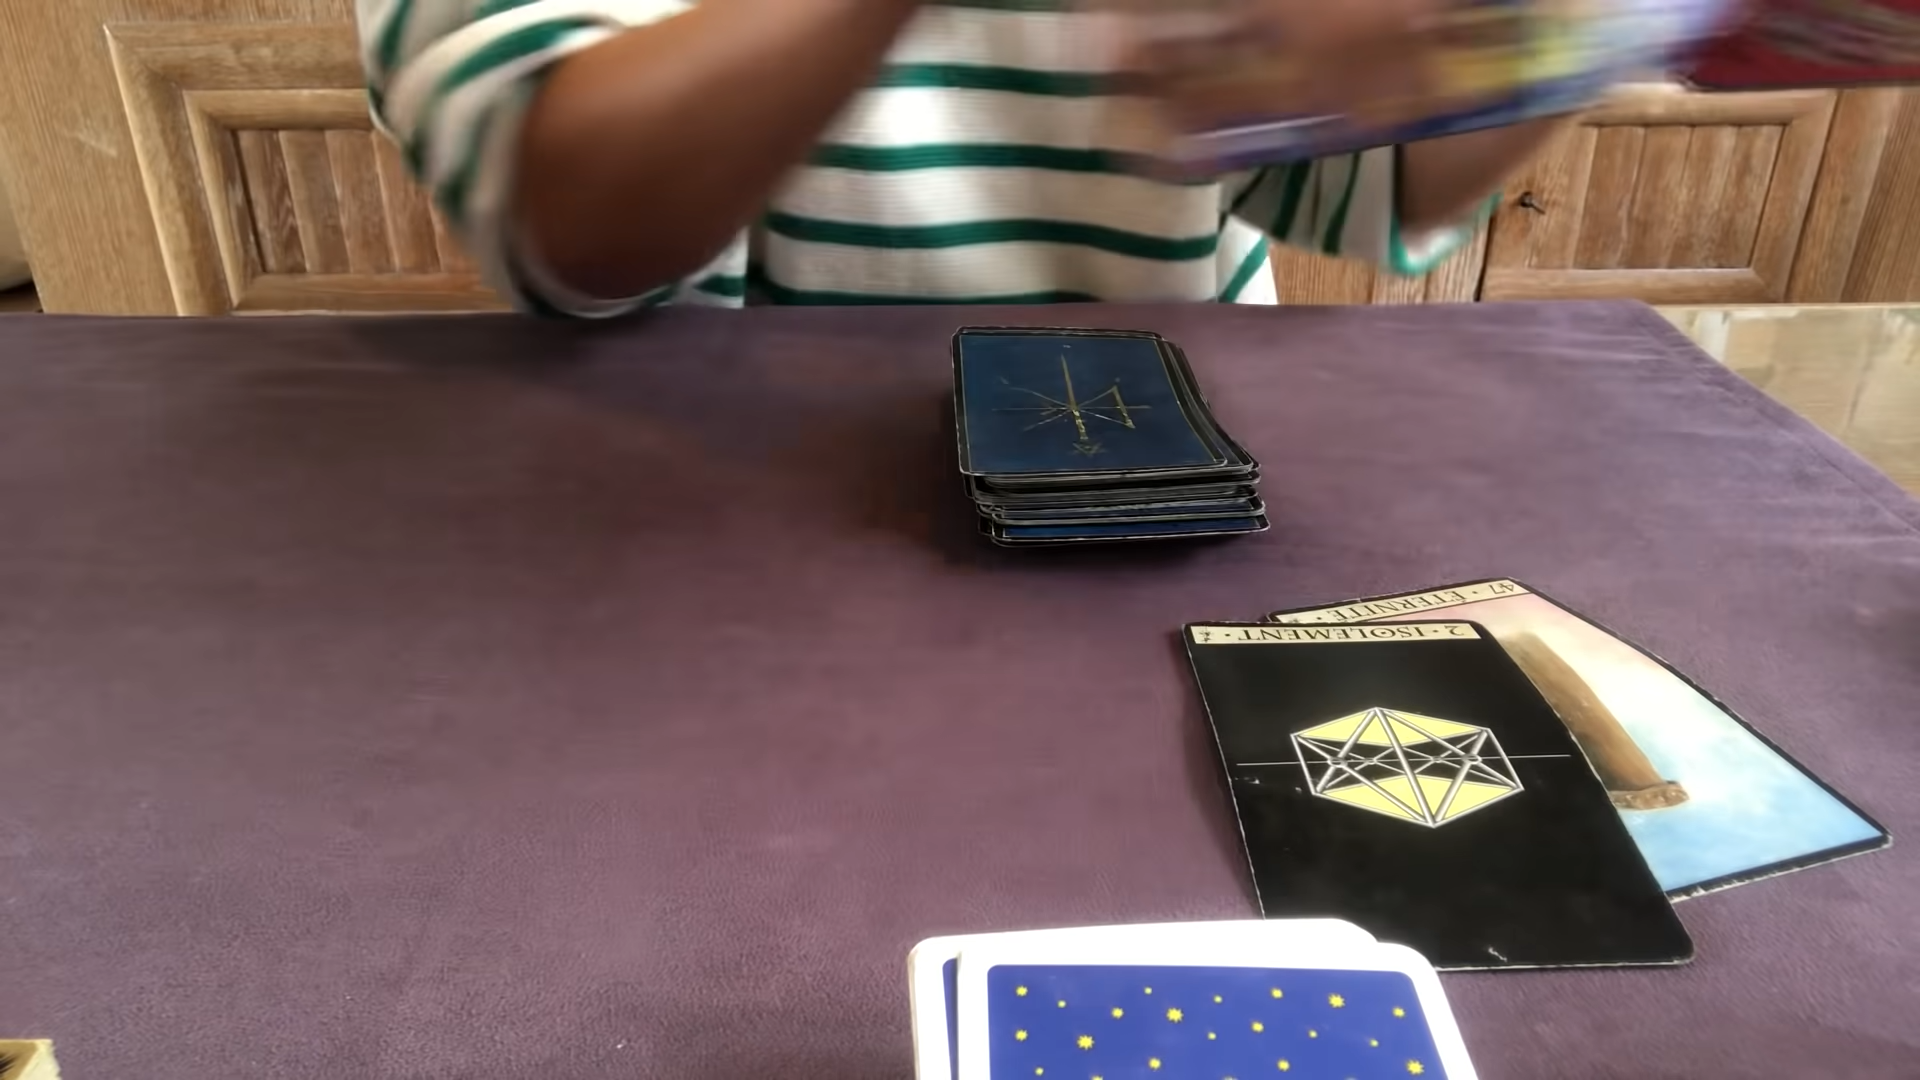 47 · ETERNITE
2 · ISOLEMENT ·